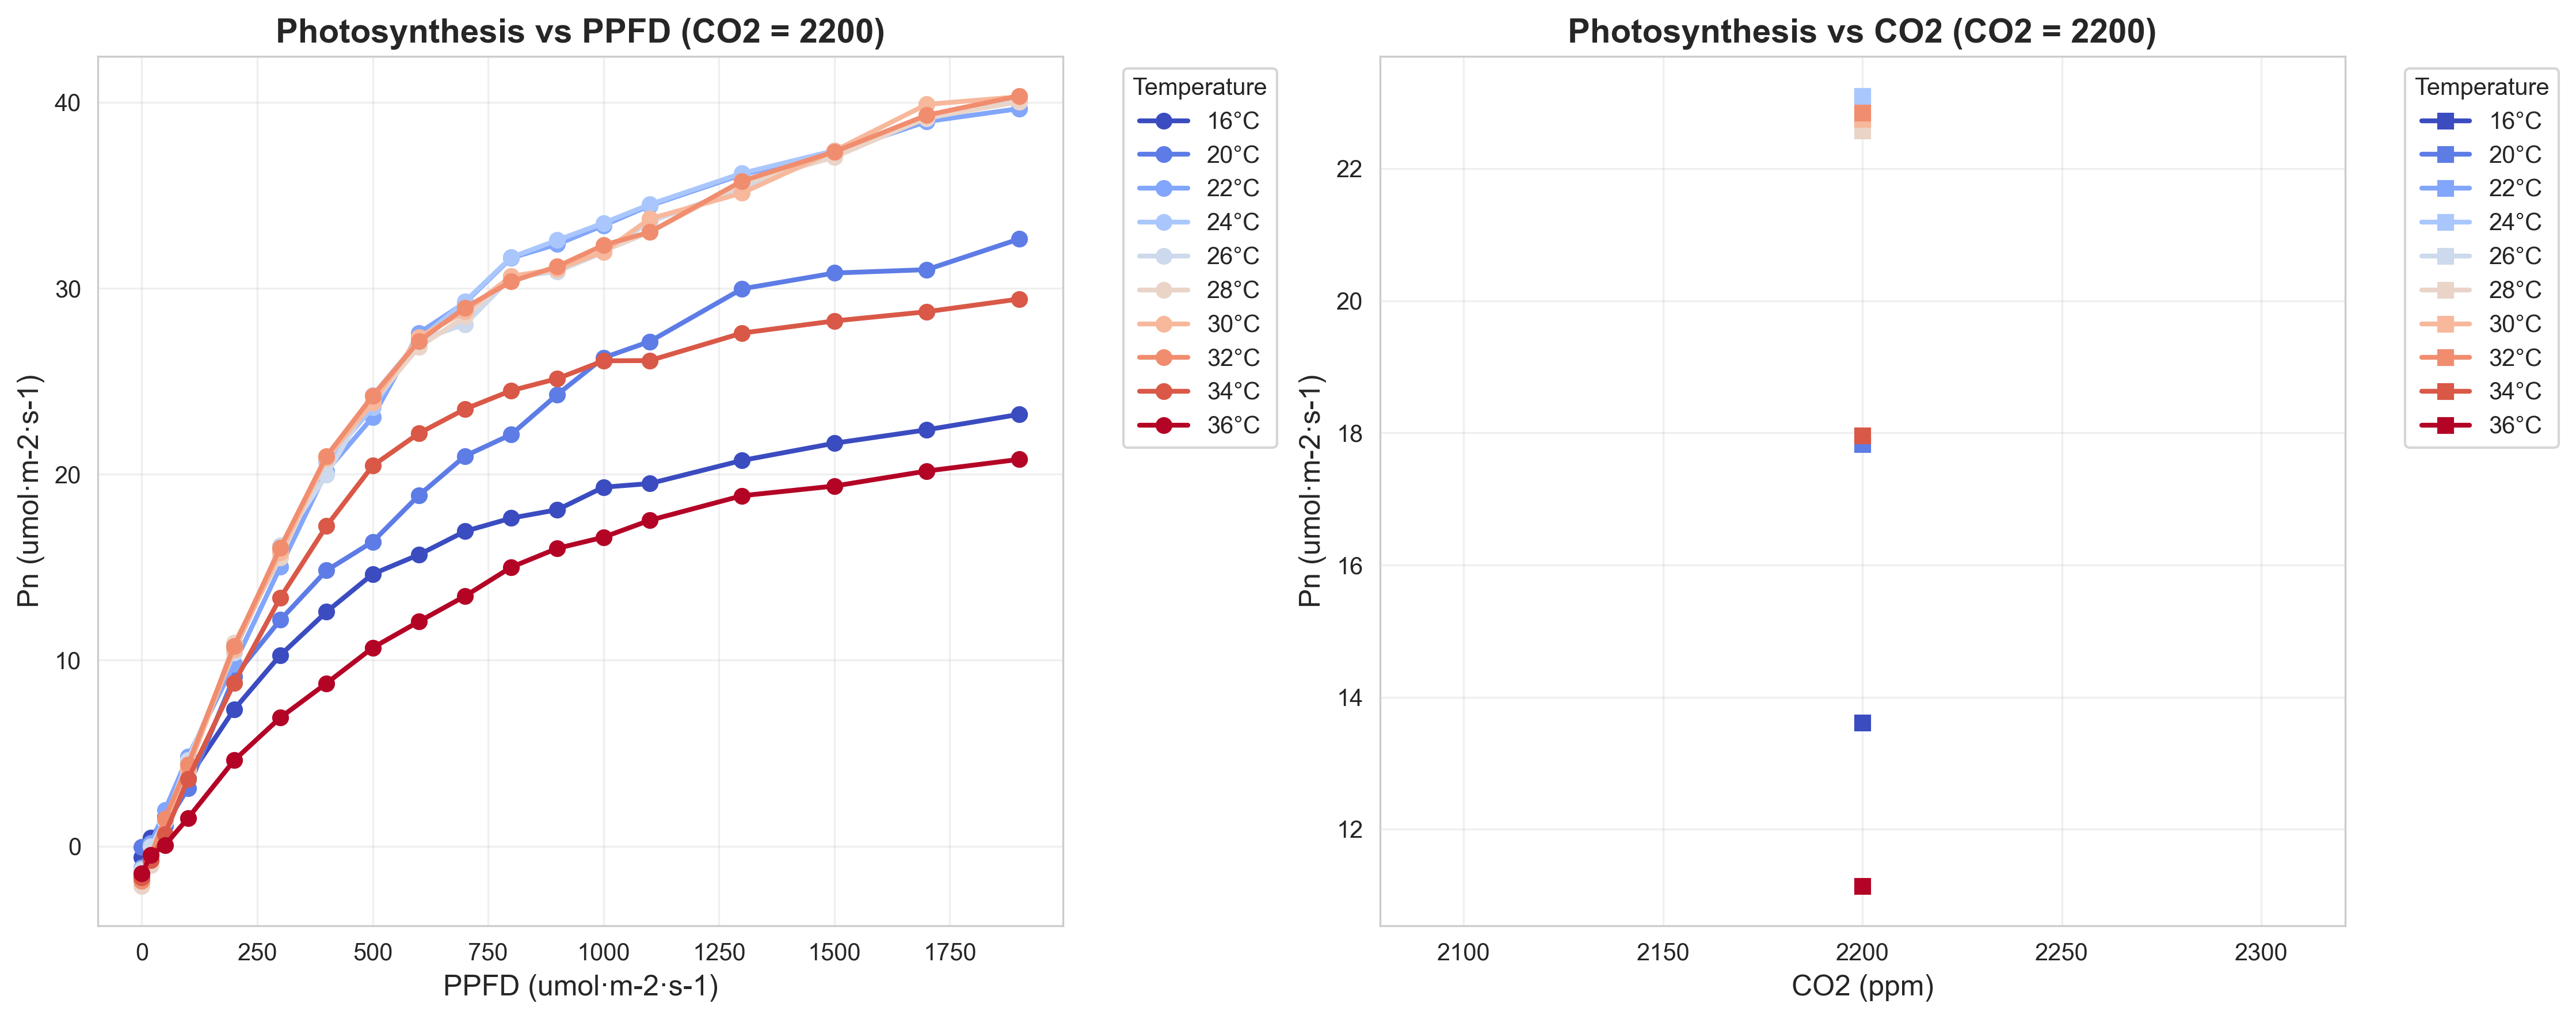 Photosynthesis vs PPFD (CO2 = 2200)
40
30
20
10
0
Pn (umol·m-2·s-1)
0 250 500 750 1000 1250 1500 1750
PPFD (umol·m-2·s-1)
Temperature
16°C
20°C
22°C
24°C
26°C
28°C
30°C
32°C
34°C
36°C
Photosynthesis vs CO2 (CO2 = 2200)
22
20
18
16
14
12
Pn (umol·m-2·s-1)
2100 2150 2200 2250 2300
CO2 (ppm)
Temperature
16°C
20°C
22°C
24°C
26°C
28°C
30°C
32°C
34°C
36°C